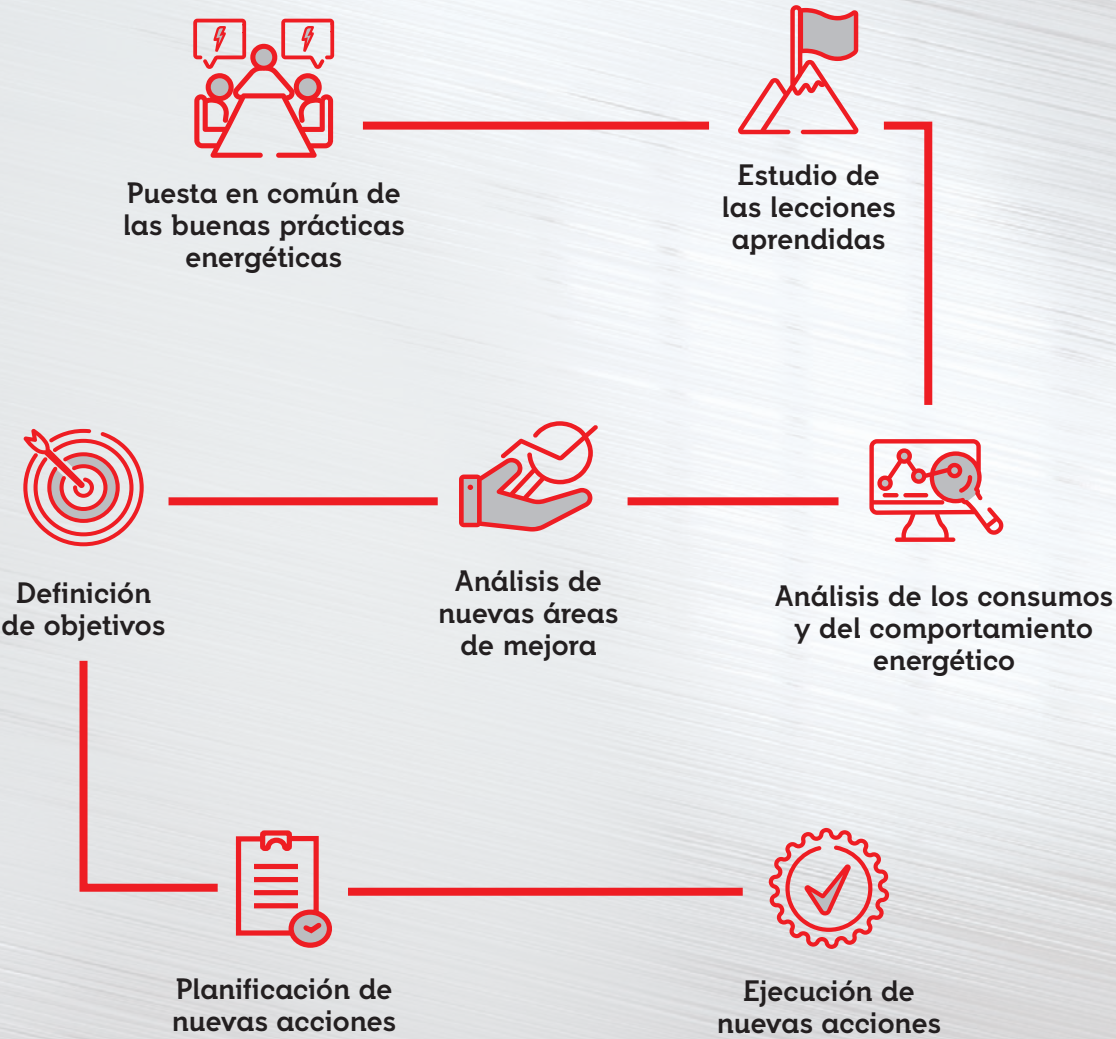 Puesta en común de
las buenas prácticas
energéticas
Estudio de
las lecciones
aprendidas
Análisis de los consumos
y del comportamiento
energético
Análisis de
nuevas áreas
de mejora
Definición
de objetivos
Planificación de
nuevas acciones
Ejecución de
nuevas acciones